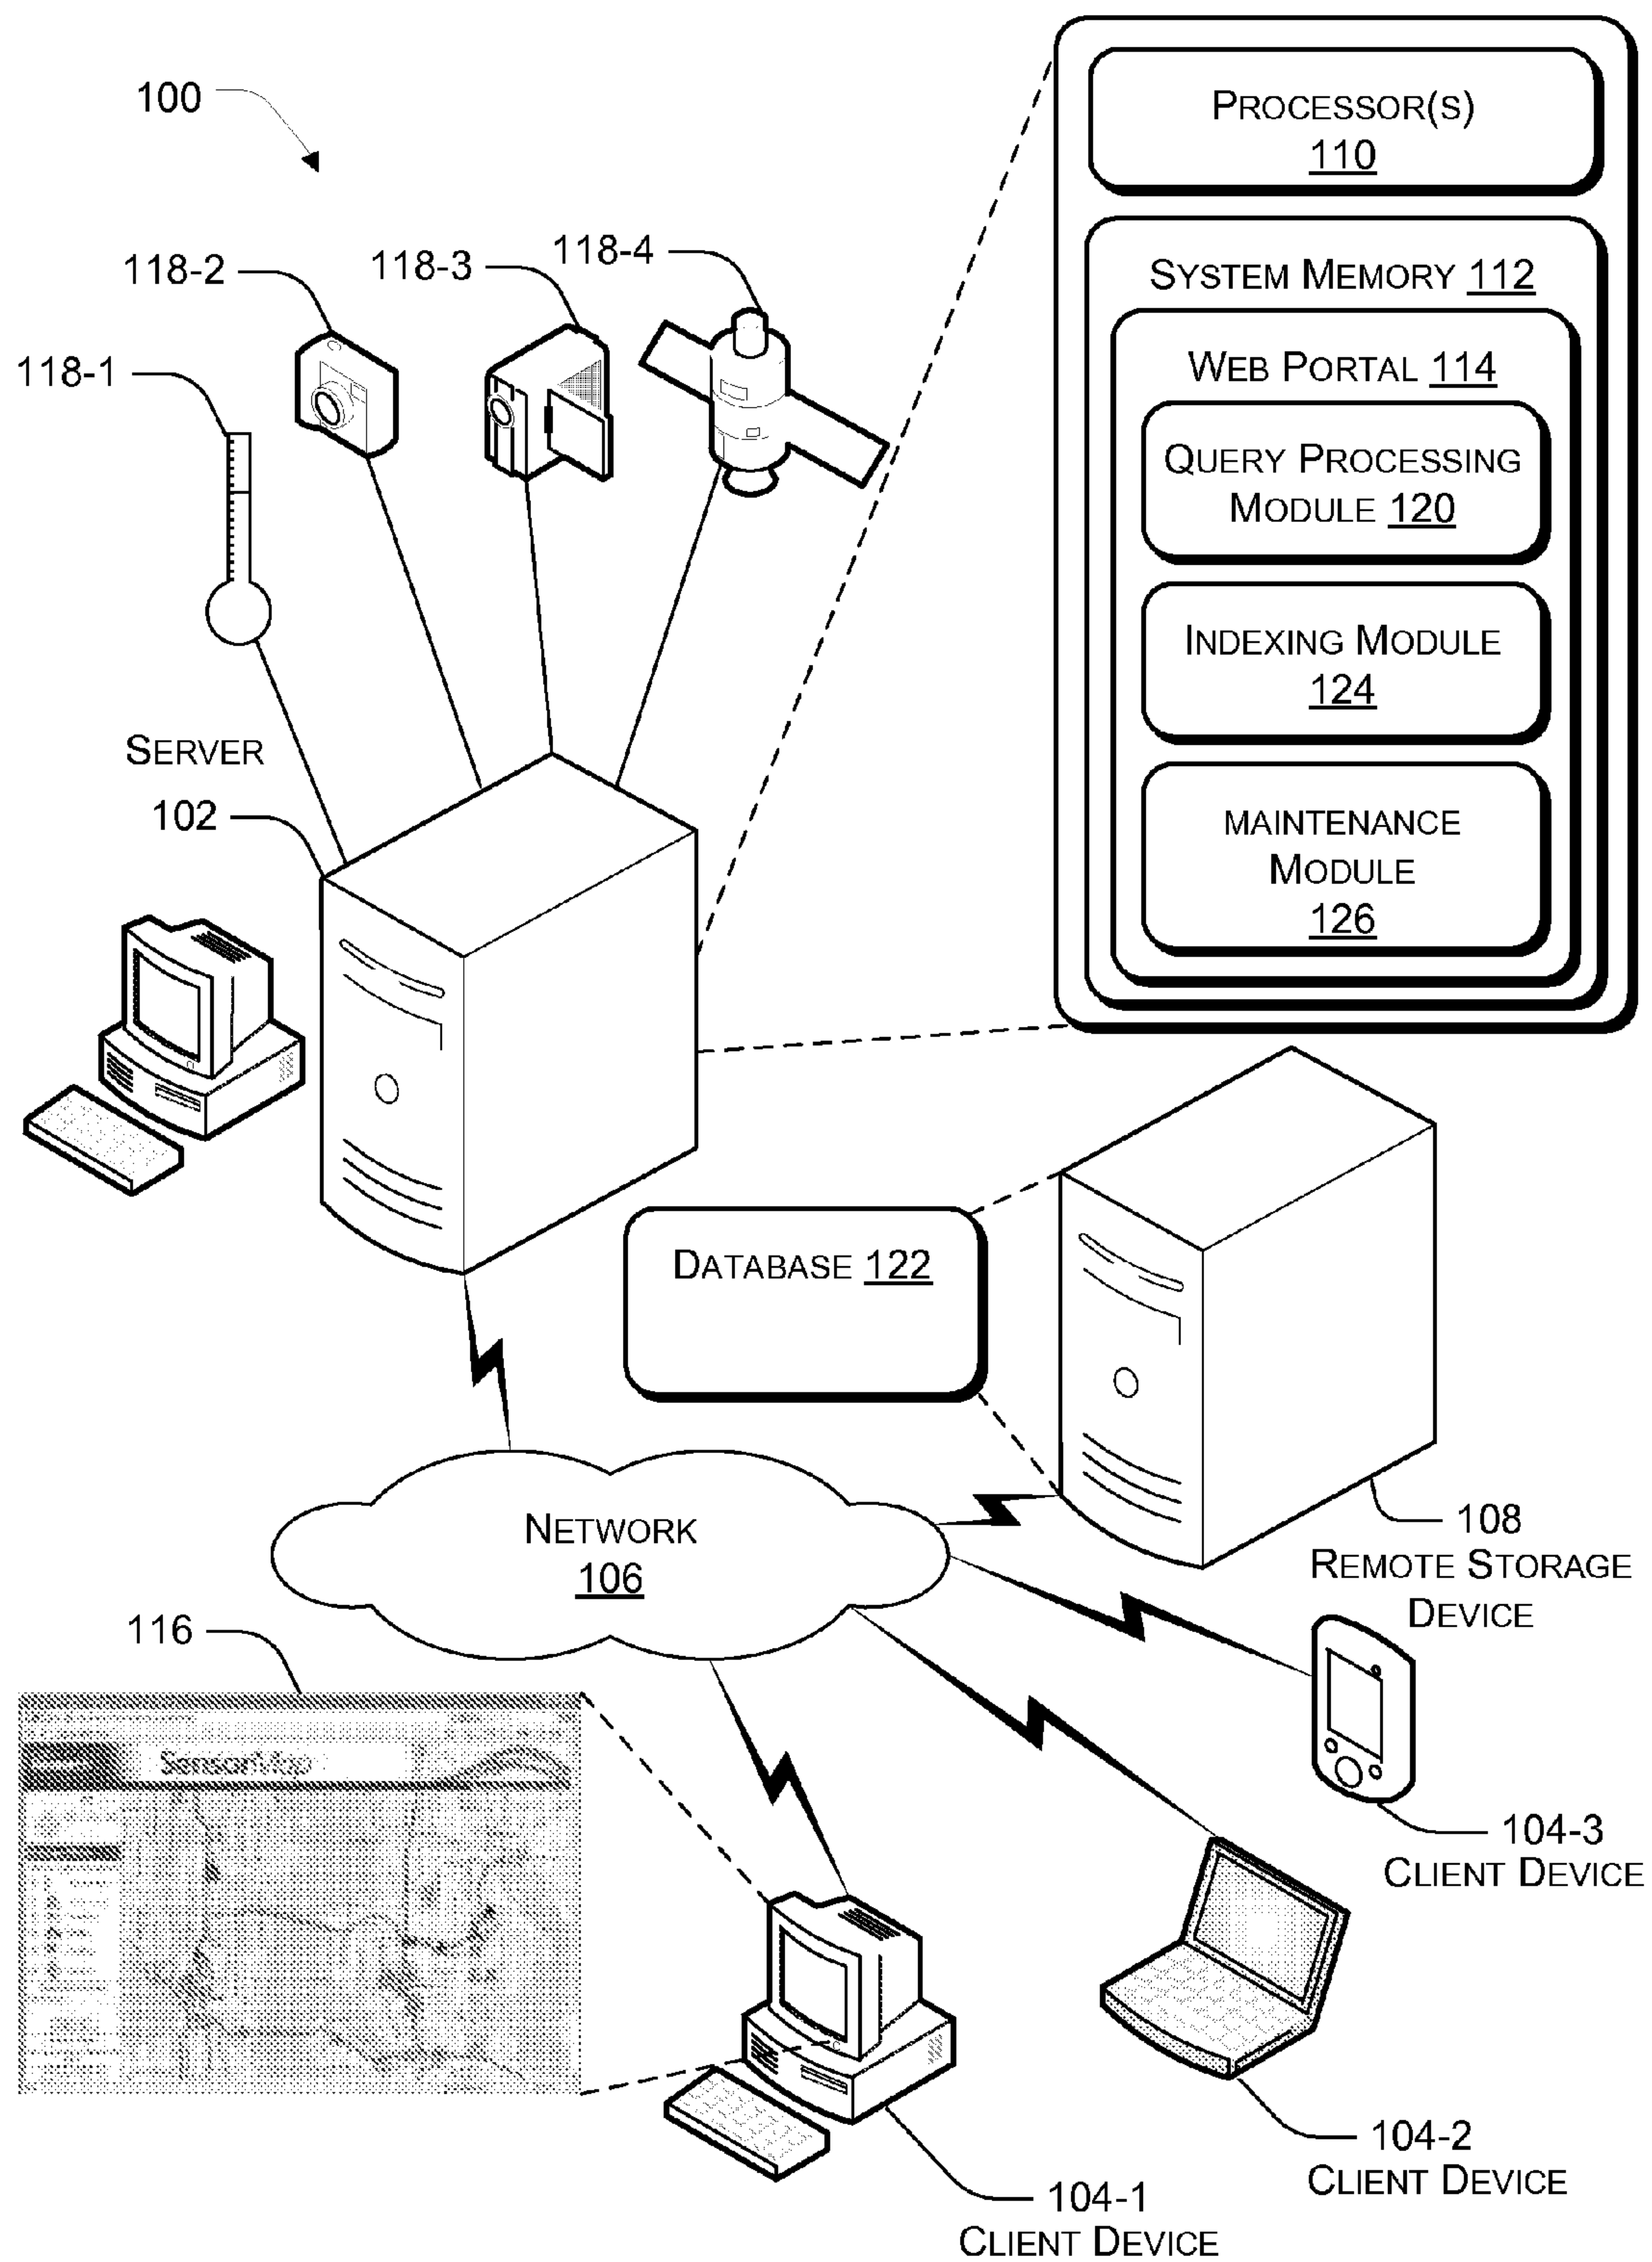 100
PROCESSOR(S)
110
118-2
118-3
118-4
118-1
SYSTEM MEMORY 112
WEB PORTAL 114
QUERY PROCESSING
MODULE 120
INDEXING MODULE
124
MAINTENANCE
MODULE
126
SERVER
102
DATABASE 122
NETWORK
106
108
REMOTE STORAGE
DEVICE
116
SensorMap
104-3
CLIENT DEVICE
104-2
CLIENT DEVICE
104-1
CLIENT DEVICE